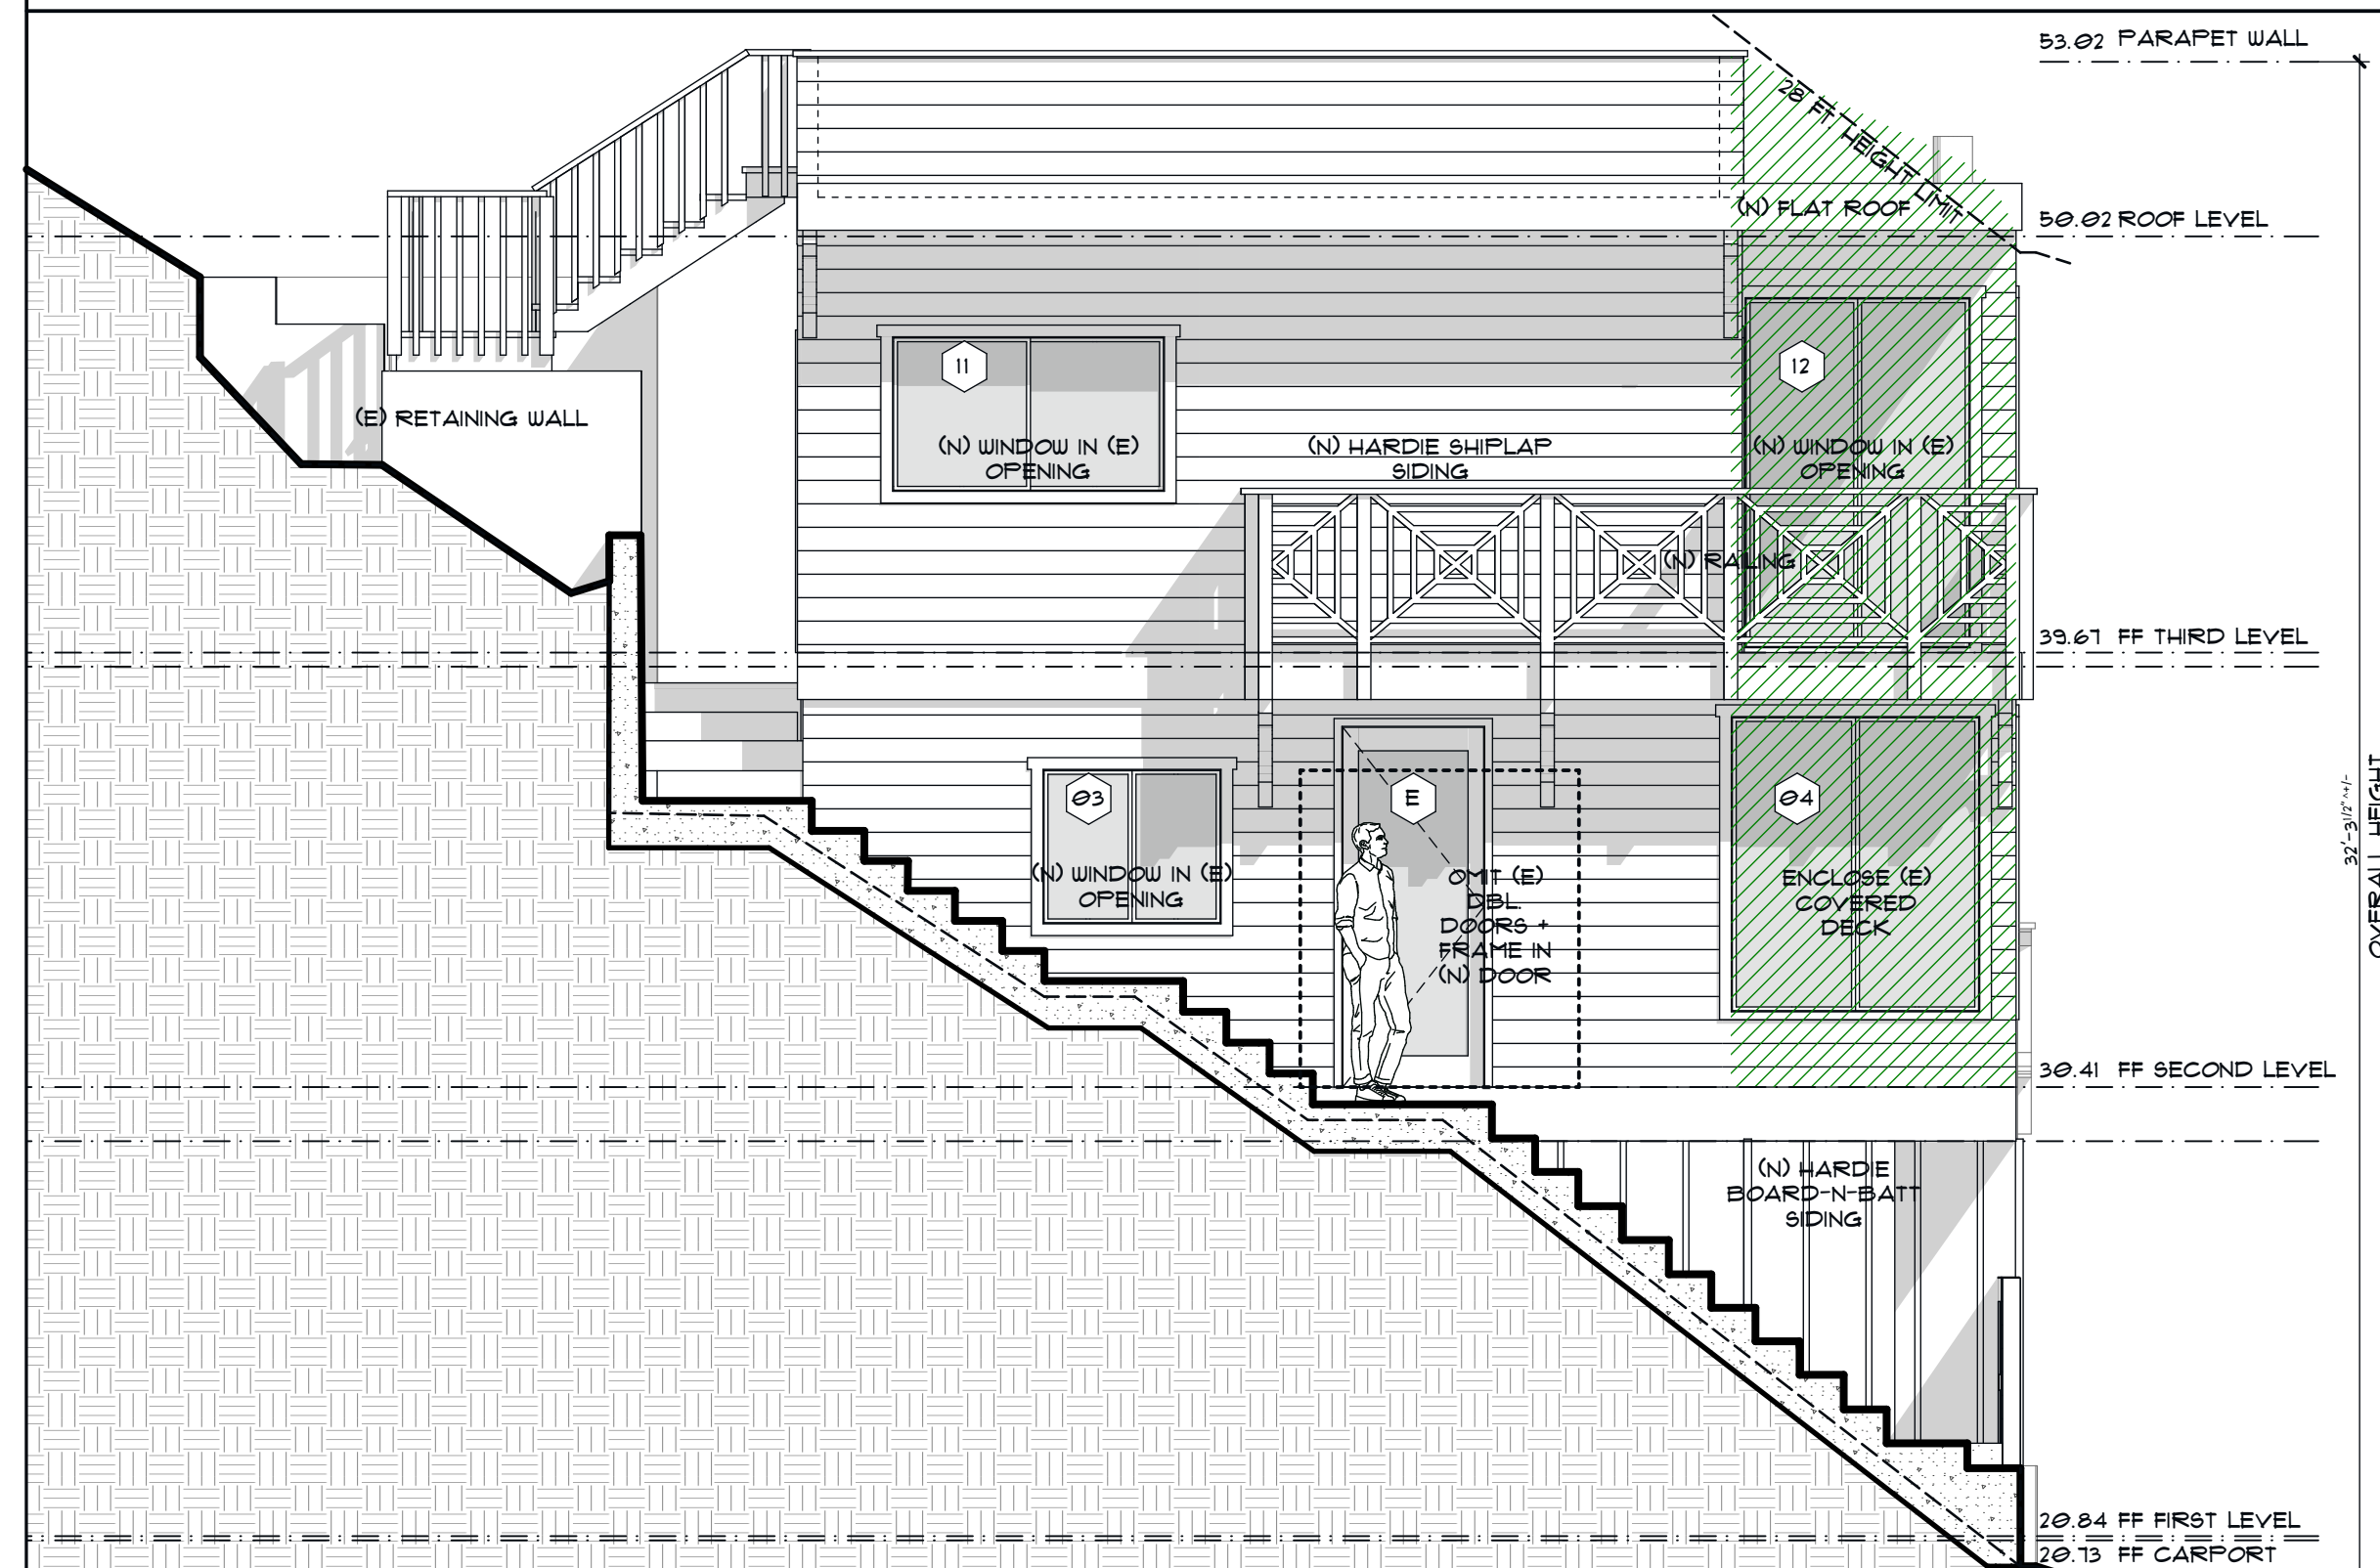 53.02 PARAPET WALL
28 FT. HEIGHT LIMIT
(N) FLAT ROOF
50.02 ROOF LEVEL
11
12
(E) RETAINING WALL
(N) WINDOW IN (E)
OPENING
(N) HARDIE SHIPLAP
SIDING
(N) WINDOW IN (E)
OPENING
(N) RAILING
39.67 FF THIRD LEVEL
03
E
04
(N) WINDOW IN (E)
OPENING
OMIT (E)
DBL.
DOORS +
FRAME IN
(N) DOOR
ENCLOSE (E)
COVERED
DECK
32'-3 1/2" ^+/-
OVERALL HEIGHT
30.41 FF SECOND LEVEL
(N) HARDIE
BOARD-N-BATT
SIDING
20.84 FF FIRST LEVEL
20.73 FF CARPORT